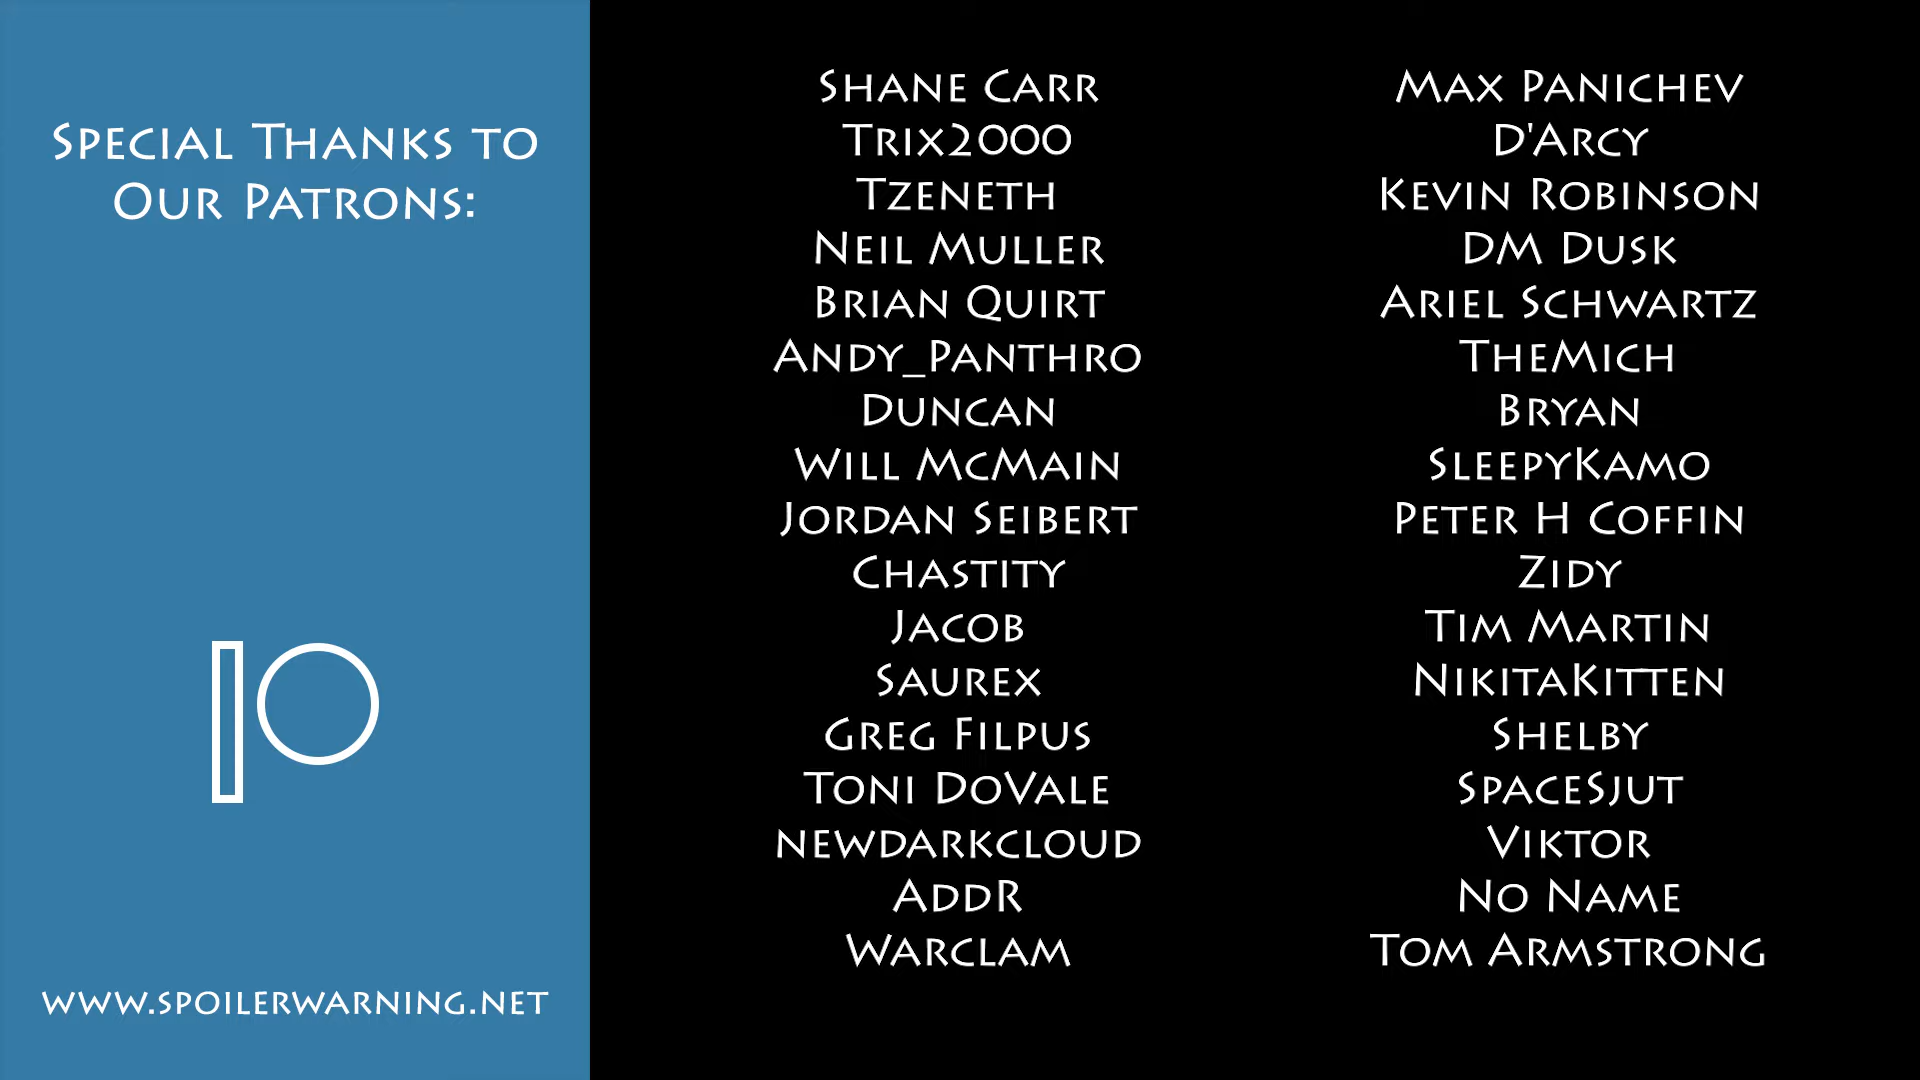 Special Thanks to
Our Patrons:
www.spoilerwarning.net
Shane Carr
Trix2000
Tzeneth
Neil Muller
Brian Quirt
Andy_Panthro
Duncan
Will McMain
Jordan Seibert
Chastity
Jacob
Saurex
Greg Filpus
Toni DoVale
newdarkcloud
AddR
Warclam
Max Panichev
D'Arcy
Kevin Robinson
DM Dusk
Ariel Schwartz
TheMich
Bryan
SleepyKamo
Peter H Coffin
Zidy
Tim Martin
NikitaKitten
Shelby
SpaceSjut
Viktor
No Name
Tom Armstrong